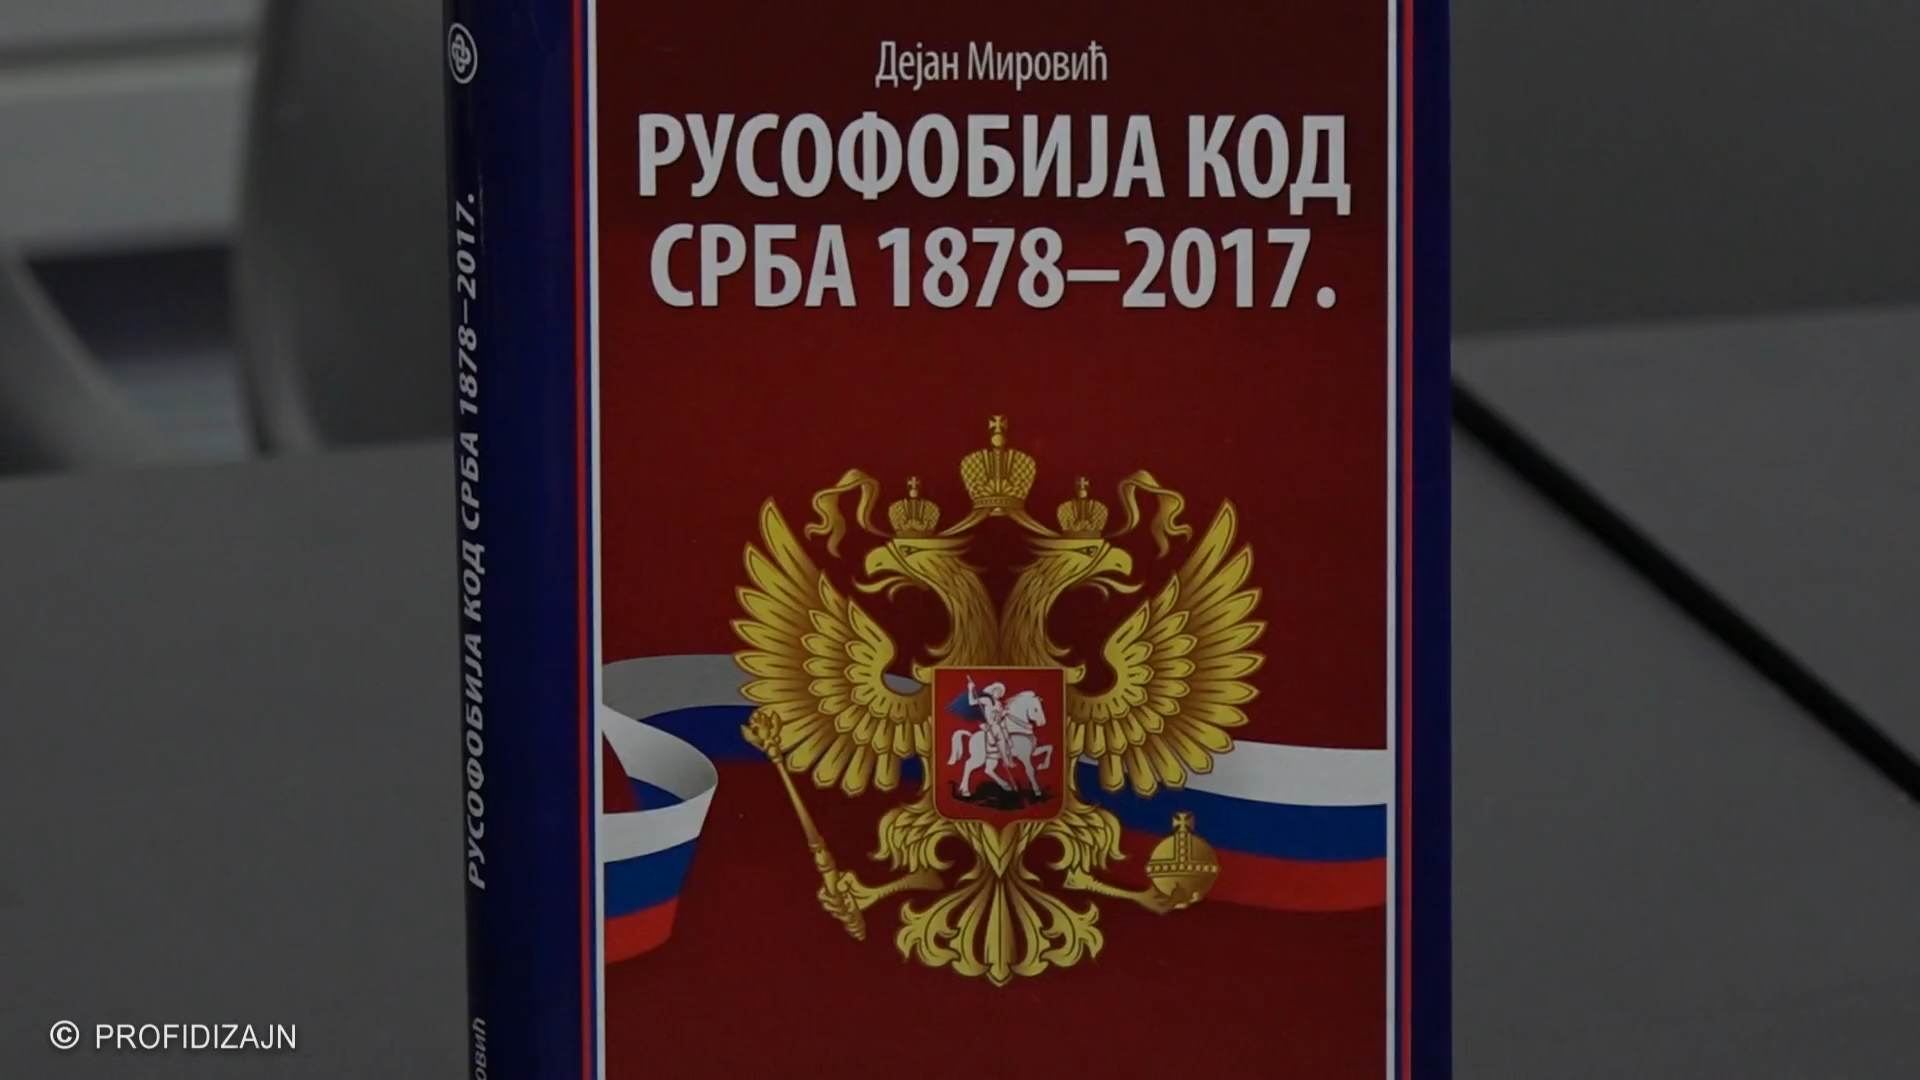 Дејан Мировић
РУСОФОБИЈА КОД
СРБА 1878–2017.
РУСОФОБИЈА КОД СРБА 1878–2017.
© PROFIDIZAJN